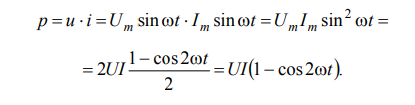 p = u · i = U_m sin ωt · I_m sin ωt = U_m I_m sin² ωt =
= 2UI (1 − cos 2ωt)/2 = UI(1 − cos 2ωt).